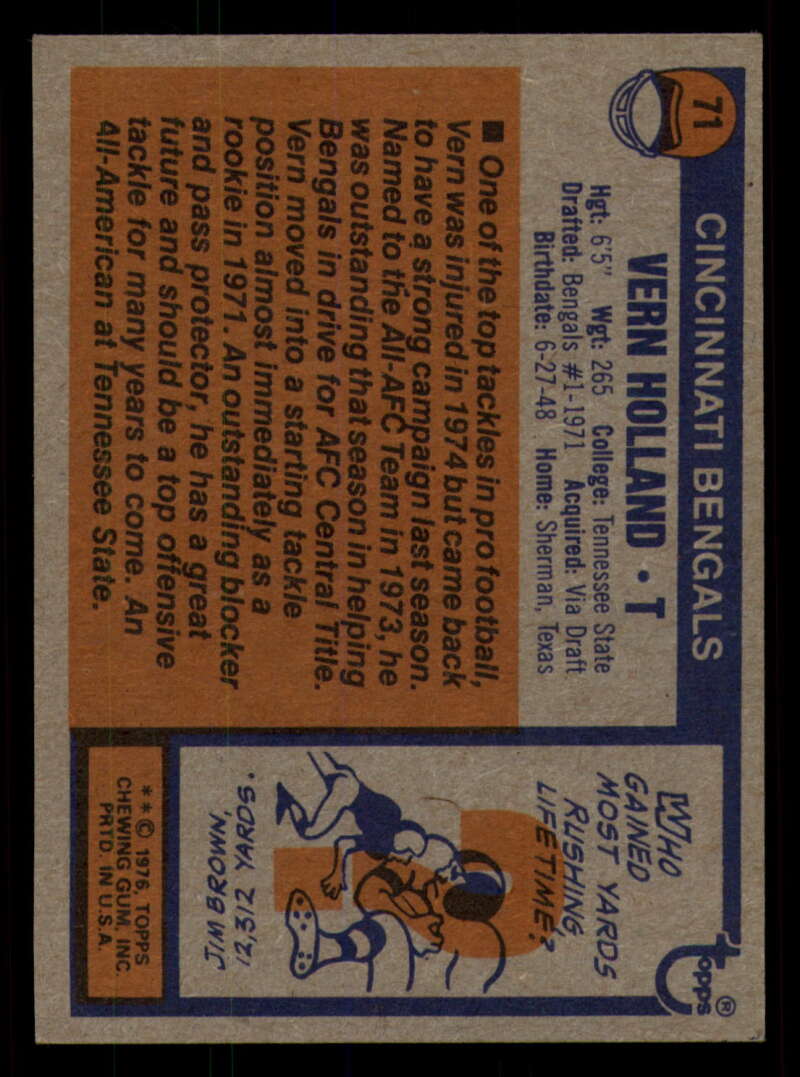 71
CINCINNATI BENGALS
VERN HOLLAND • T
Hgt: 6'5" Wgt: 265 College: Tennessee State
Drafted: Bengals #1-1971 Acquired: Via Draft
Birthdate: 6-27-48 Home: Sherman, Texas
■ One of the top tackles in pro football,
Vern was injured in 1974 but came back
to have a strong campaign last season.
Named to the All-AFC Team in 1973, he
was outstanding that season in helping
Bengals in drive for AFC Central Title.
Vern moved into a starting tackle
position almost immediately as a
rookie in 1971. An outstanding blocker
and pass protector, he has a great
future and should be a top offensive
tackle for many years to come. An
All-American at Tennessee State.
topps®
WHO
GAINED
MOST YARDS
RUSHING,
LIFETIME?
JIM BROWN,
12,312 YARDS.
** © 1976, TOPPS
CHEWING GUM, INC
PRTD. IN U.S.A.